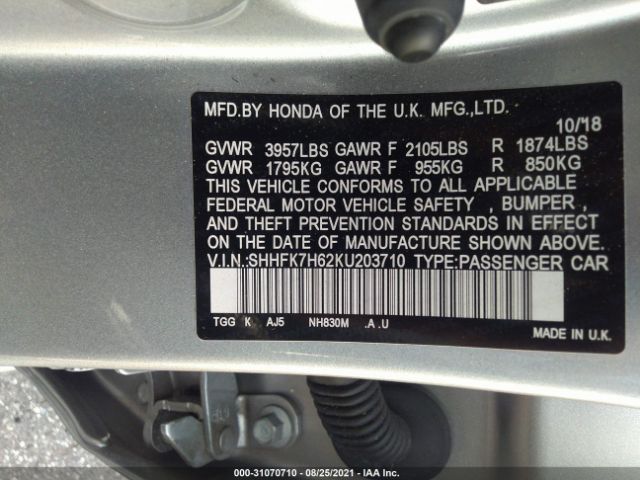 MFD.BY HONDA OF THE U.K. MFG.,LTD.
10/'18
GVWR 3957LBS GAWR F 2105LBS R 1874LBS
GVWR 1795KG GAWR F 955KG R 850KG
THIS VEHICLE CONFORMS TO ALL APPLICABLE
FEDERAL MOTOR VEHICLE SAFETY , BUMPER ,
AND THEFT PREVENTION STANDARDS IN EFFECT
ON THE DATE OF MANUFACTURE SHOWN ABOVE.
V.I.N.:SHHFK7H62KU203710 TYPE:PASSENGER CAR
TGG K AJ5 NH830M .A .U
MADE IN U.K.
000-31070710 - 08/25/2021 - IAA Inc.